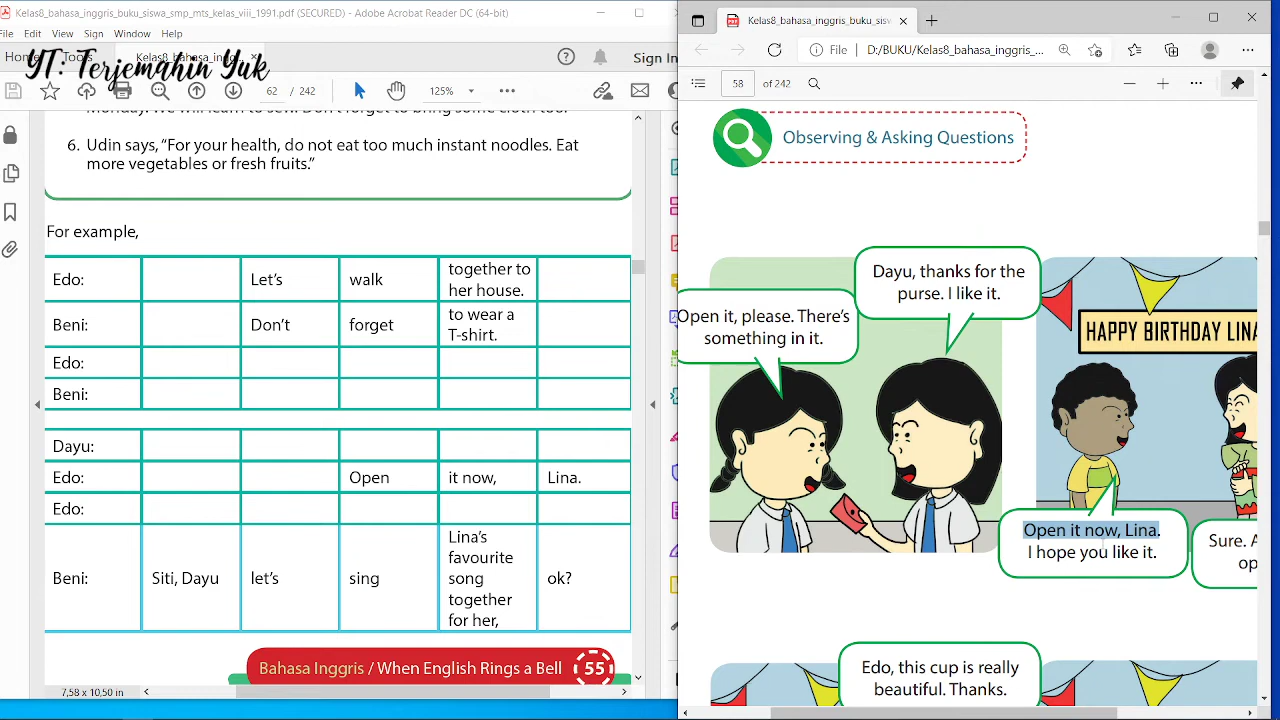 Kelas8_bahasa_inggris_buku_siswa_smp_mts_kelas_viii_1991.pdf (SECURED) - Adobe Acrobat Reader DC (64-bit)
File Edit View Sign Window Help
YT: Terjemahin Yuk
Sign In
62 / 242
125%
6. Udin says, “For your health, do not eat too much instant noodles. Eat
more vegetables or fresh fruits.”
For example,
Edo: Let’s walk together to her house.
Beni: Don’t forget to wear a T-shirt.
Edo:
Beni:
Dayu:
Edo: Open it now, Lina.
Edo:
Beni: Siti, Dayu let’s sing Lina’s favourite song together for her, ok?
Bahasa Inggris / When English Rings a Bell 55
7,58 x 10,50 in
Kelas8_bahasa_inggris_buku_sisw
File D:/BUKU/Kelas8_bahasa_inggris_...
58 of 242
Observing & Asking Questions
Dayu, thanks for the
purse. I like it.
Open it, please. There’s
something in it.
HAPPY BIRTHDAY LINA
Open it now, Lina.
I hope you like it.
Sure.
op
Edo, this cup is really
beautiful. Thanks.